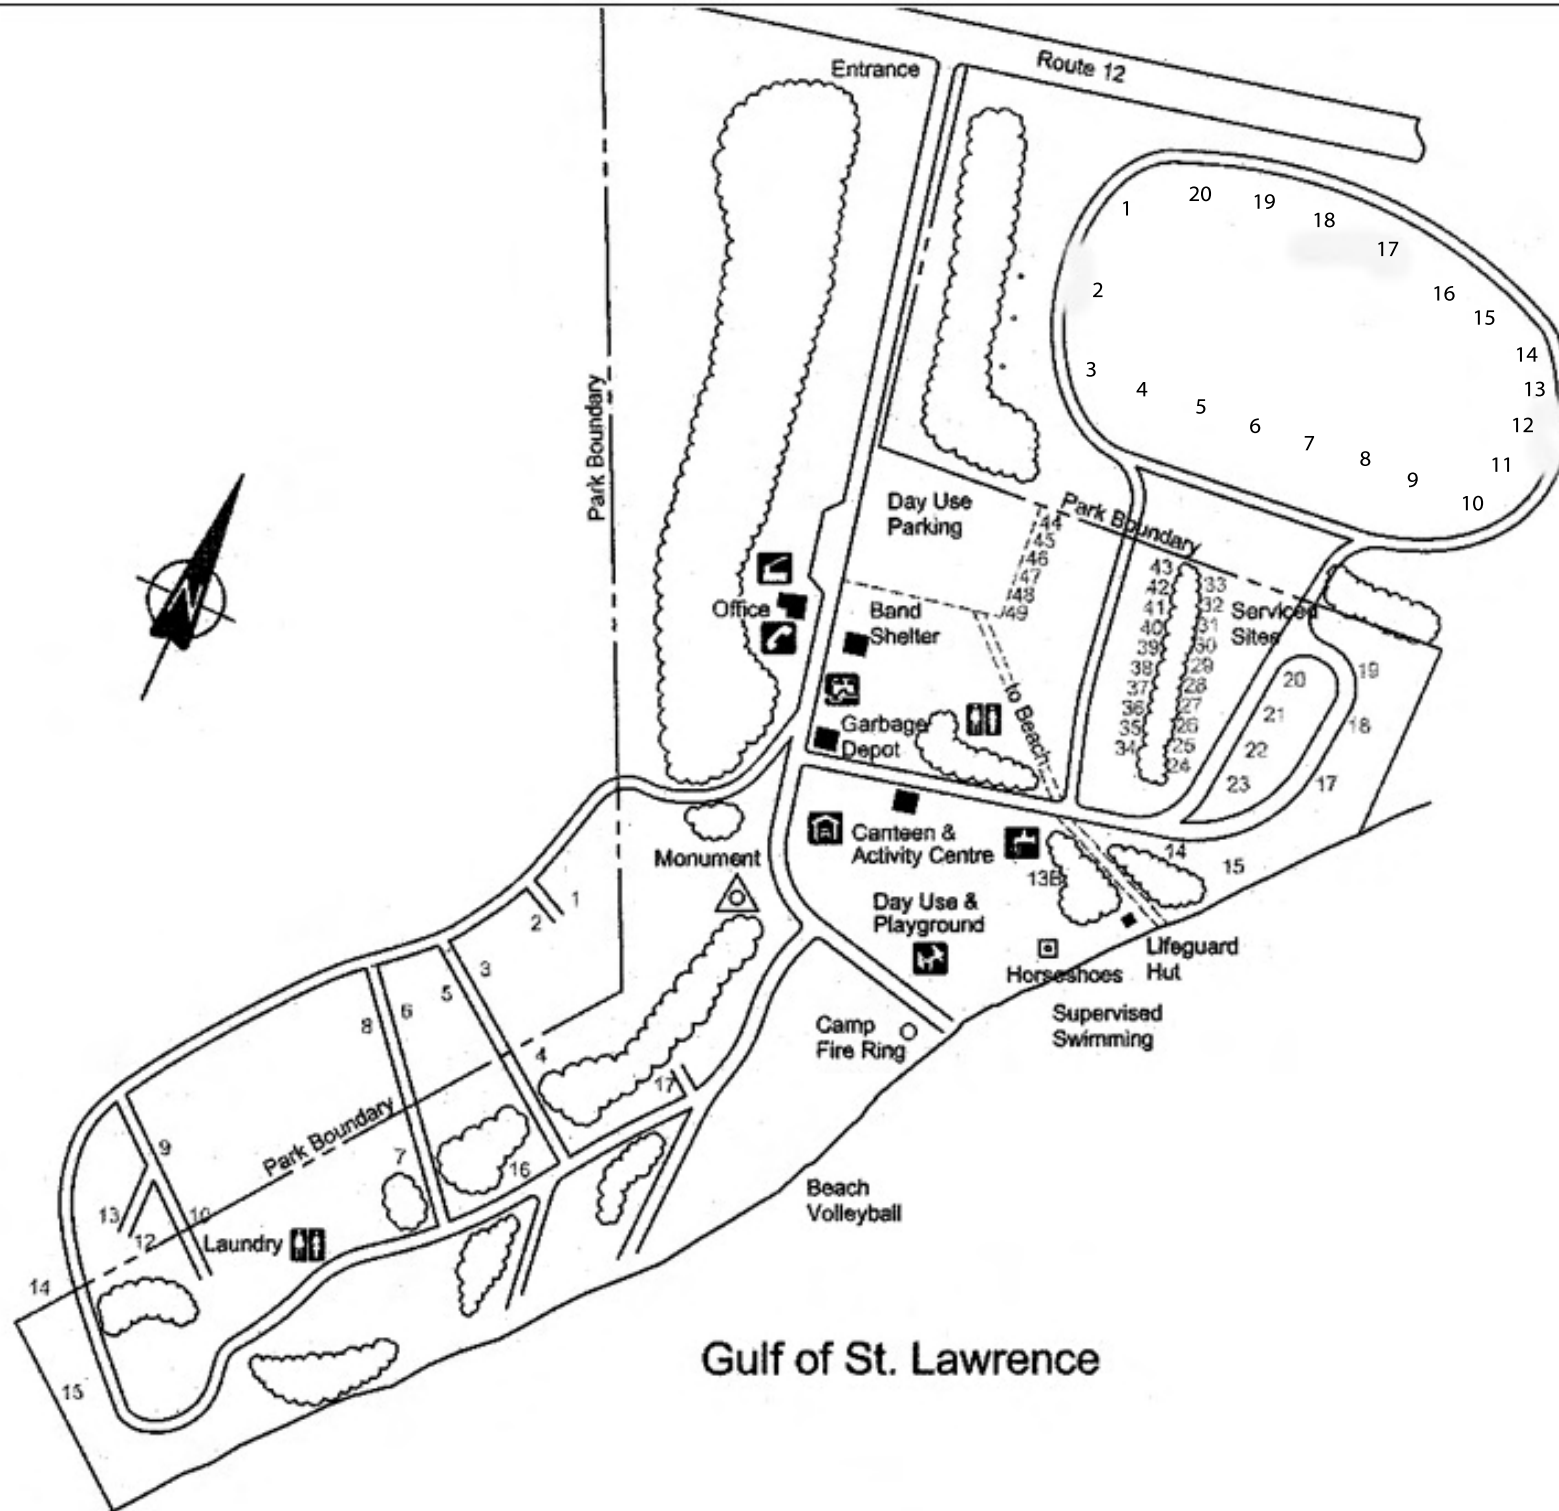 Entrance
Route 12
1
20
19
18
17
2
16
15
14
3
13
4
5
12
6
7
8
11
9
10
Park Boundary
Day Use
Parking
Park Boundary
44
45
46
47
48
49
43
42
41
40
39
38
37
36
35
34
33
32
31
30
29
28
27
26
25
24
Serviced
Sites
Office
Band
Shelter
to Beach
Garbage
Depot
19
20
21
18
22
23
17
Canteen &
Activity Centre
14
15
13B
Monument
Day Use &
Playground
Lifeguard
Hut
Horseshoes
Supervised
Swimming
Camp
Fire Ring
1
2
3
5
6
8
4
17
Park Boundary
9
7
16
13
10
12
Laundry
14
15
Beach
Volleyball
N
Gulf of St. Lawrence